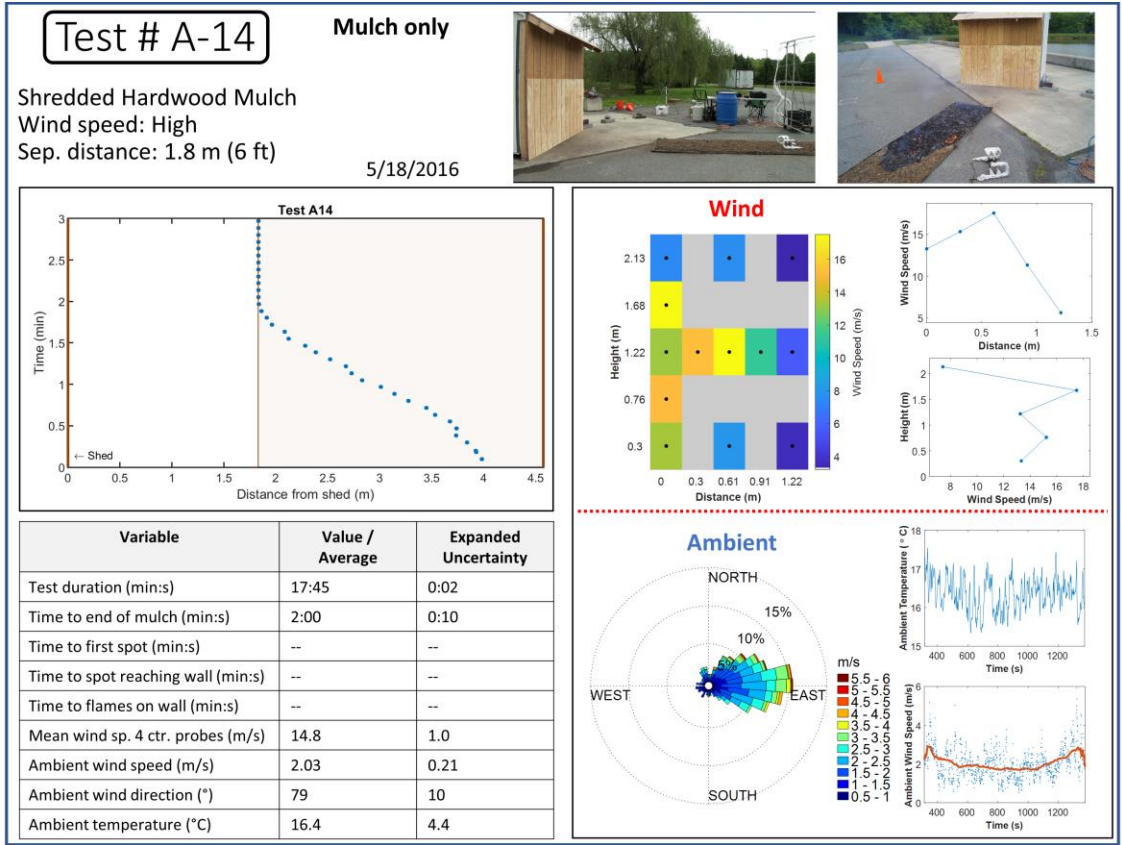 Test # A-14
Mulch only
Shredded Hardwood Mulch
Wind speed: High
Sep. distance: 1.8 m (6 ft)
5/18/2016
Test A14
3
2.5
2
1.5
1
0.5
0
Time (min)
← Shed
0 0.5 1 1.5 2 2.5 3 3.5 4 4.5
Distance from shed (m)
Variable Value / Average Expanded Uncertainty
Test duration (min:s) 17:45 0:02
Time to end of mulch (min:s) 2:00 0:10
Time to first spot (min:s) -- --
Time to spot reaching wall (min:s) -- --
Time to flames on wall (min:s) -- --
Mean wind sp. 4 ctr. probes (m/s) 14.8 1.0
Ambient wind speed (m/s) 2.03 0.21
Ambient wind direction (°) 79 10
Ambient temperature (°C) 16.4 4.4
Wind
2.13
1.68
1.22
0.76
0.3
Height (m)
0 0.3 0.61 0.91 1.22
Distance (m)
16
14
12
10
8
6
4
Wind Speed (m/s)
15
10
5
Wind Speed (m/s)
0 0.5 1 1.5
Distance (m)
2
1.5
1
0.5
0
Height (m)
8 10 12 14 16 18
Wind Speed (m/s)
Ambient
NORTH
15%
10%
5%
WEST
EAST
SOUTH
m/s
5.5 - 6
5 - 5.5
4.5 - 5
4 - 4.5
3.5 - 4
3 - 3.5
2.5 - 3
2 - 2.5
1.5 - 2
1 - 1.5
0.5 - 1
18
17
16
15
Ambient Temperature (° C)
400 600 800 1000 1200
Time (s)
6
4
2
0
Ambient Wind Speed (m/s)
400 600 800 1000 1200
Time (s)